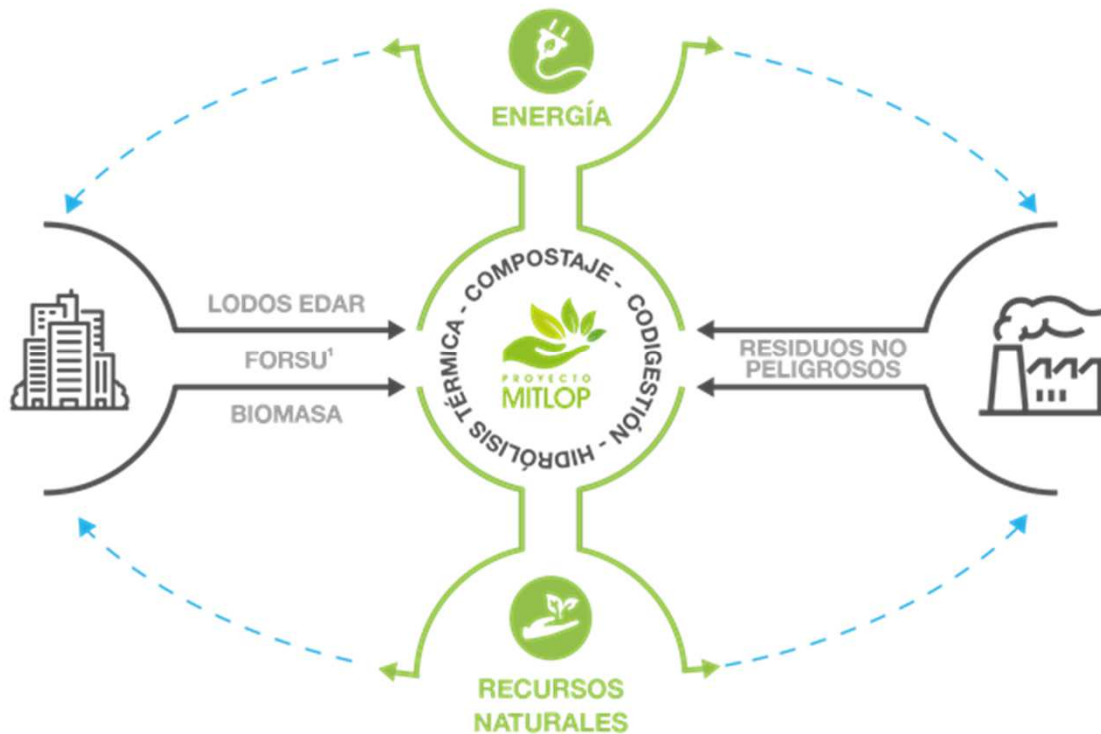 ENERGÍA
LODOS EDAR
FORSU¹
BIOMASA
HIDRÓLISIS TÉRMICA - COMPOSTAJE - CODIGESTIÓN -
PROYECTO
MITLOP
RESIDUOS NO
PELIGROSOS
RECURSOS
NATURALES